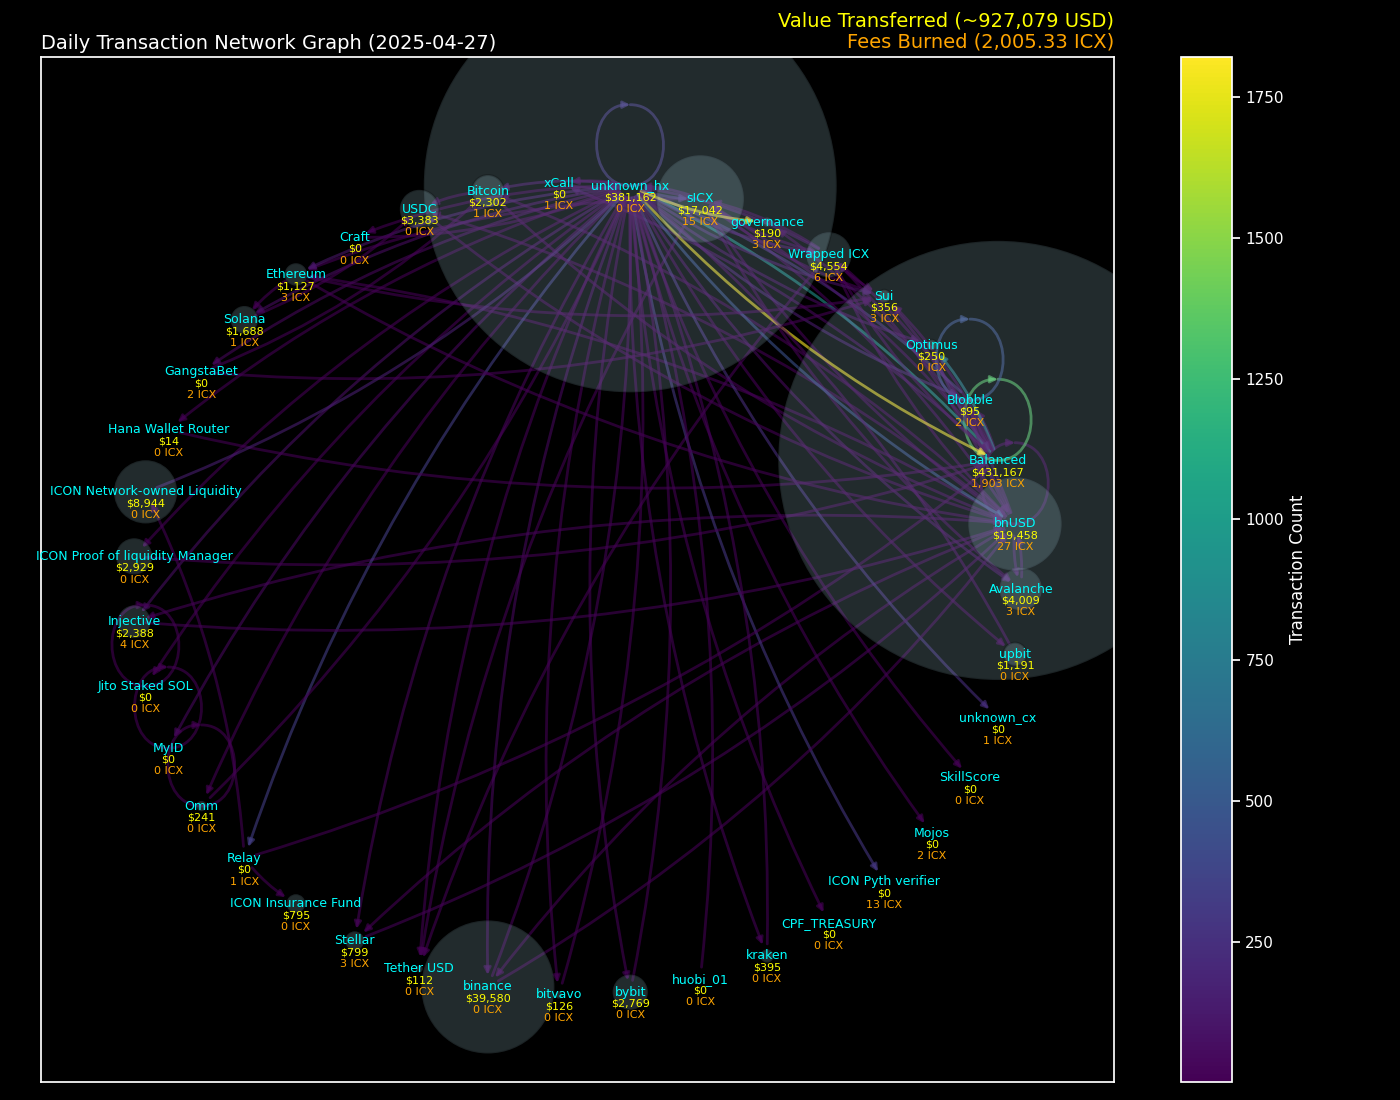 Value Transferred (~927,079 USD)
Daily Transaction Network Graph (2025-04-27)
Fees Burned (2,005.33 ICX)
unknown_hx
$381,162
0 ICX
xCall
$0
1 ICX
Bitcoin
$2,302
1 ICX
USDC
$3,383
0 ICX
Craft
$0
0 ICX
Ethereum
$1,127
3 ICX
Solana
$1,688
1 ICX
GangstaBet
$0
2 ICX
Hana Wallet Router
$14
0 ICX
ICON Network-owned Liquidity
$8,944
0 ICX
ICON Proof of liquidity Manager
$2,929
0 ICX
Injective
$2,388
4 ICX
Jito Staked SOL
$0
0 ICX
MyID
$0
0 ICX
Omm
$241
0 ICX
Relay
$0
1 ICX
ICON Insurance Fund
$795
0 ICX
Stellar
$799
3 ICX
Tether USD
$112
0 ICX
binance
$39,580
0 ICX
bitvavo
$126
0 ICX
bybit
$2,769
0 ICX
huobi_01
$0
0 ICX
kraken
$395
0 ICX
CPF_TREASURY
$0
0 ICX
ICON Pyth verifier
$0
13 ICX
Mojos
$0
2 ICX
SkillScore
$0
0 ICX
unknown_cx
$0
1 ICX
upbit
$1,191
0 ICX
Avalanche
$4,009
3 ICX
bnUSD
$19,458
27 ICX
Balanced
$431,167
1,903 ICX
Blobble
$95
2 ICX
Optimus
$250
0 ICX
Sui
$356
3 ICX
Wrapped ICX
$4,554
6 ICX
governance
$190
3 ICX
sICX
$17,042
15 ICX
1750
1500
1250
1000
750
500
250
Transaction Count